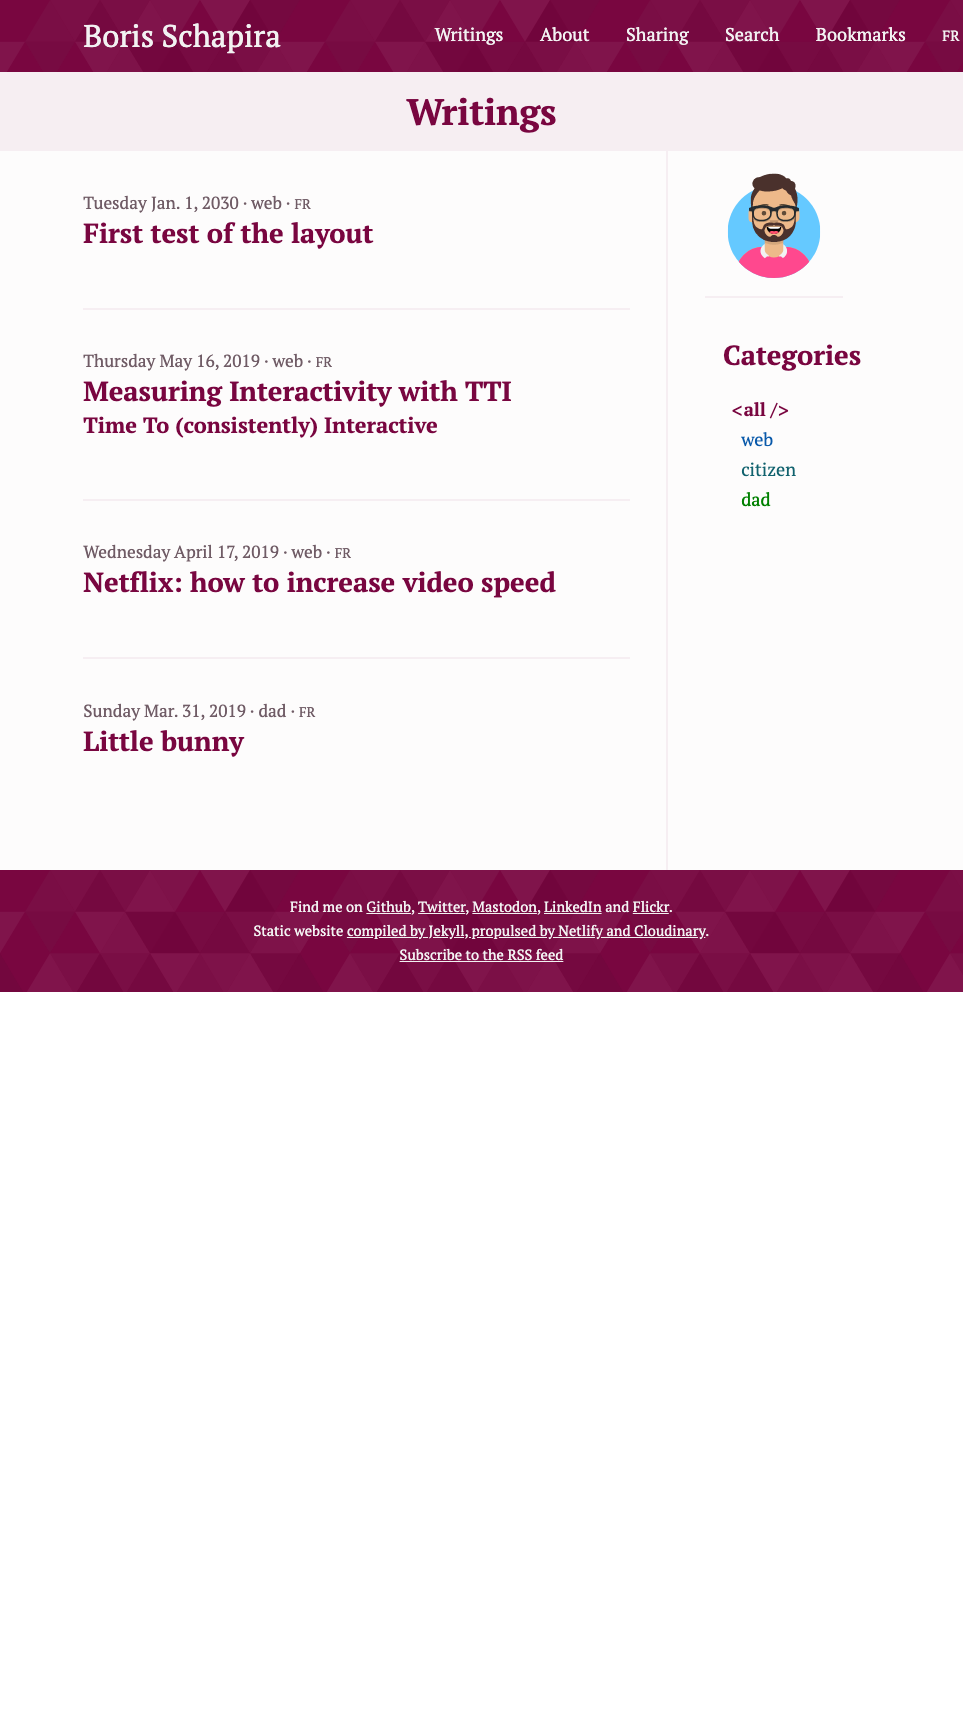 Boris Schapira
Writings About Sharing Search Bookmarks FR
Writings
Tuesday Jan. 1, 2030 · web · FR
First test of the layout
Thursday May 16, 2019 · web · FR
Measuring Interactivity with TTI
Time To (consistently) Interactive
Wednesday April 17, 2019 · web · FR
Netflix: how to increase video speed
Sunday Mar. 31, 2019 · dad · FR
Little bunny
Categories
<all />
web
citizen
dad
Find me on Github, Twitter, Mastodon, LinkedIn and Flickr.
Static website compiled by Jekyll, propulsed by Netlify and Cloudinary.
Subscribe to the RSS feed